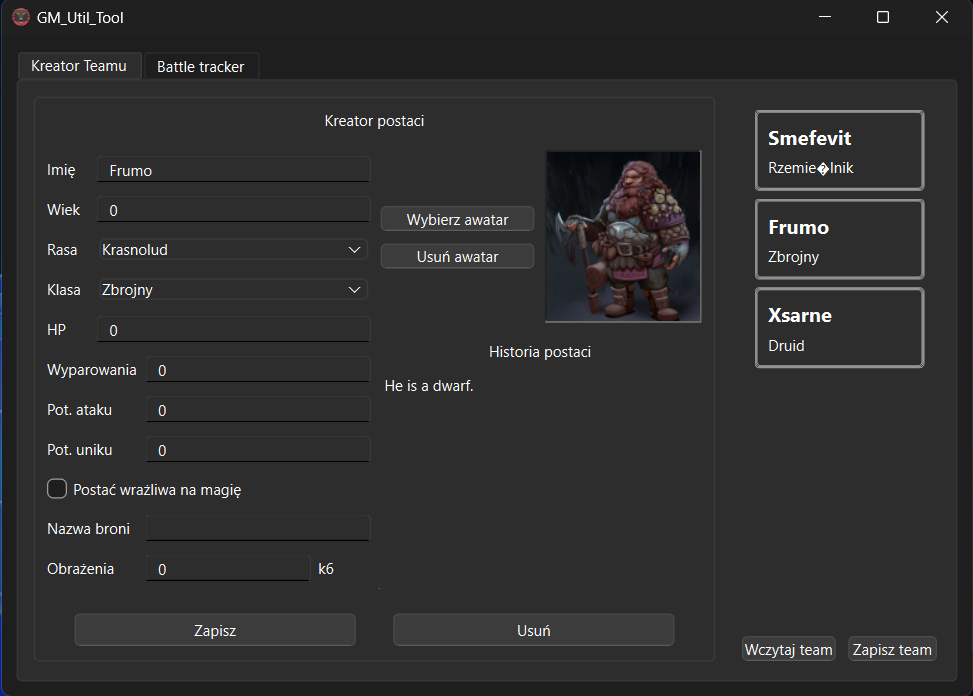 GM_Util_Tool
Kreator Teamu
Battle tracker
Kreator postaci
Imię
Frumo
Wiek
0
Rasa
Krasnolud
Klasa
Zbrojny
HP
0
Wyparowania
0
Pot. ataku
0
Pot. uniku
0
Postać wrażliwa na magię
Nazwa broni
Obrażenia
0
k6
Zapisz
Wybierz awatar
Usuń awatar
Historia postaci
He is a dwarf.
Usuń
Smefevit
Rzemie�lnik
Frumo
Zbrojny
Xsarne
Druid
Wczytaj team
Zapisz team